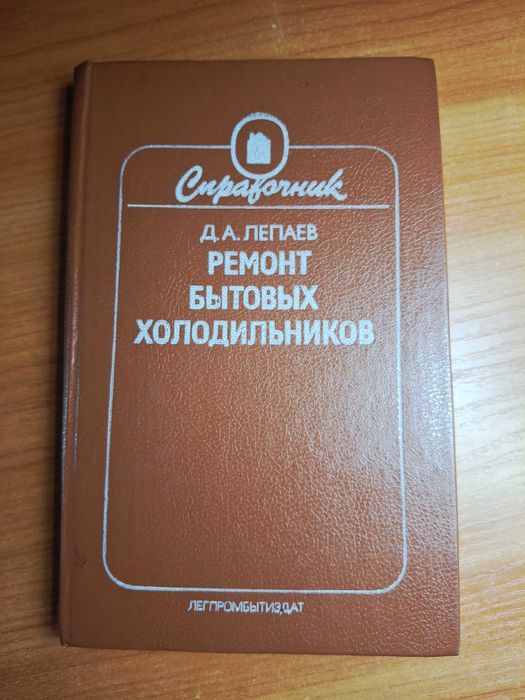 Справочник
Д.А.ЛЕПАЕВ
РЕМОНТ
БЫТОВЫХ
ХОЛОДИЛЬНИКОВ
ЛЕГПРОМБЫТИЗДАТ